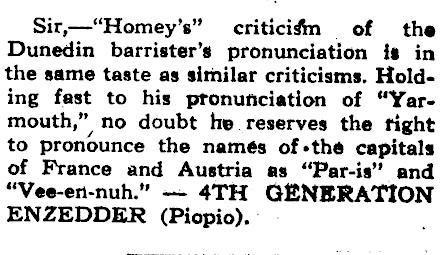 Sir,—"Homey's" criticism of the
Dunedin barrister's pronunciation is in
the same taste as similar criticisms. Hold-
ing fast to his pronunciation of "Yar-
mouth," no doubt he reserves the right
to pronounce the names of the capitals
of France and Austria as "Par-is" and
"Vee-en-nuh." — 4TH GENERATION
ENZEDDER (Piopio).